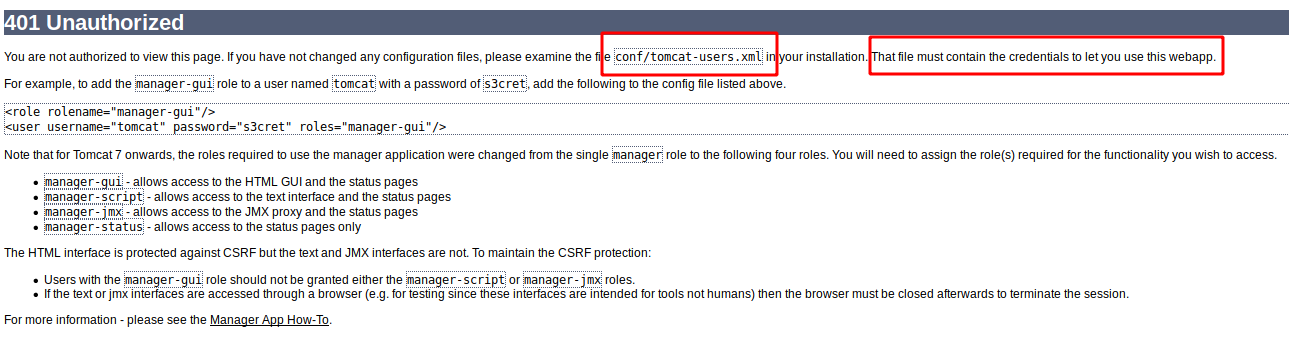 401 Unauthorized
You are not authorized to view this page. If you have not changed any configuration files, please examine the file conf/tomcat-users.xml in your installation. That file must contain the credentials to let you use this webapp.
For example, to add the manager-gui role to a user named tomcat with a password of s3cret, add the following to the config file listed above.
<role rolename="manager-gui"/>
<user username="tomcat" password="s3cret" roles="manager-gui"/>
Note that for Tomcat 7 onwards, the roles required to use the manager application were changed from the single manager role to the following four roles. You will need to assign the role(s) required for the functionality you wish to access.
• manager-gui - allows access to the HTML GUI and the status pages
• manager-script - allows access to the text interface and the status pages
• manager-jmx - allows access to the JMX proxy and the status pages
• manager-status - allows access to the status pages only
The HTML interface is protected against CSRF but the text and JMX interfaces are not. To maintain the CSRF protection:
• Users with the manager-gui role should not be granted either the manager-script or manager-jmx roles.
• If the text or jmx interfaces are accessed through a browser (e.g. for testing since these interfaces are intended for tools not humans) then the browser must be closed afterwards to terminate the session.
For more information - please see the Manager App How-To.